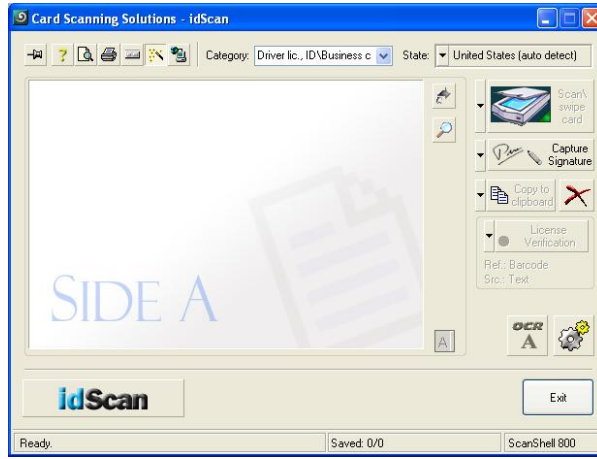 Card Scanning Solutions - idScan
Category: Driver lic., ID\Business c State: United States (auto detect)
Scan\
swipe
card
Capture
Signature
Copy to
clipboard
License
Verification
Ref.: Barcode
Src.: Text
SIDE A
A
OCR
A
idScan
Exit
Ready. Saved: 0/0 ScanShell 800